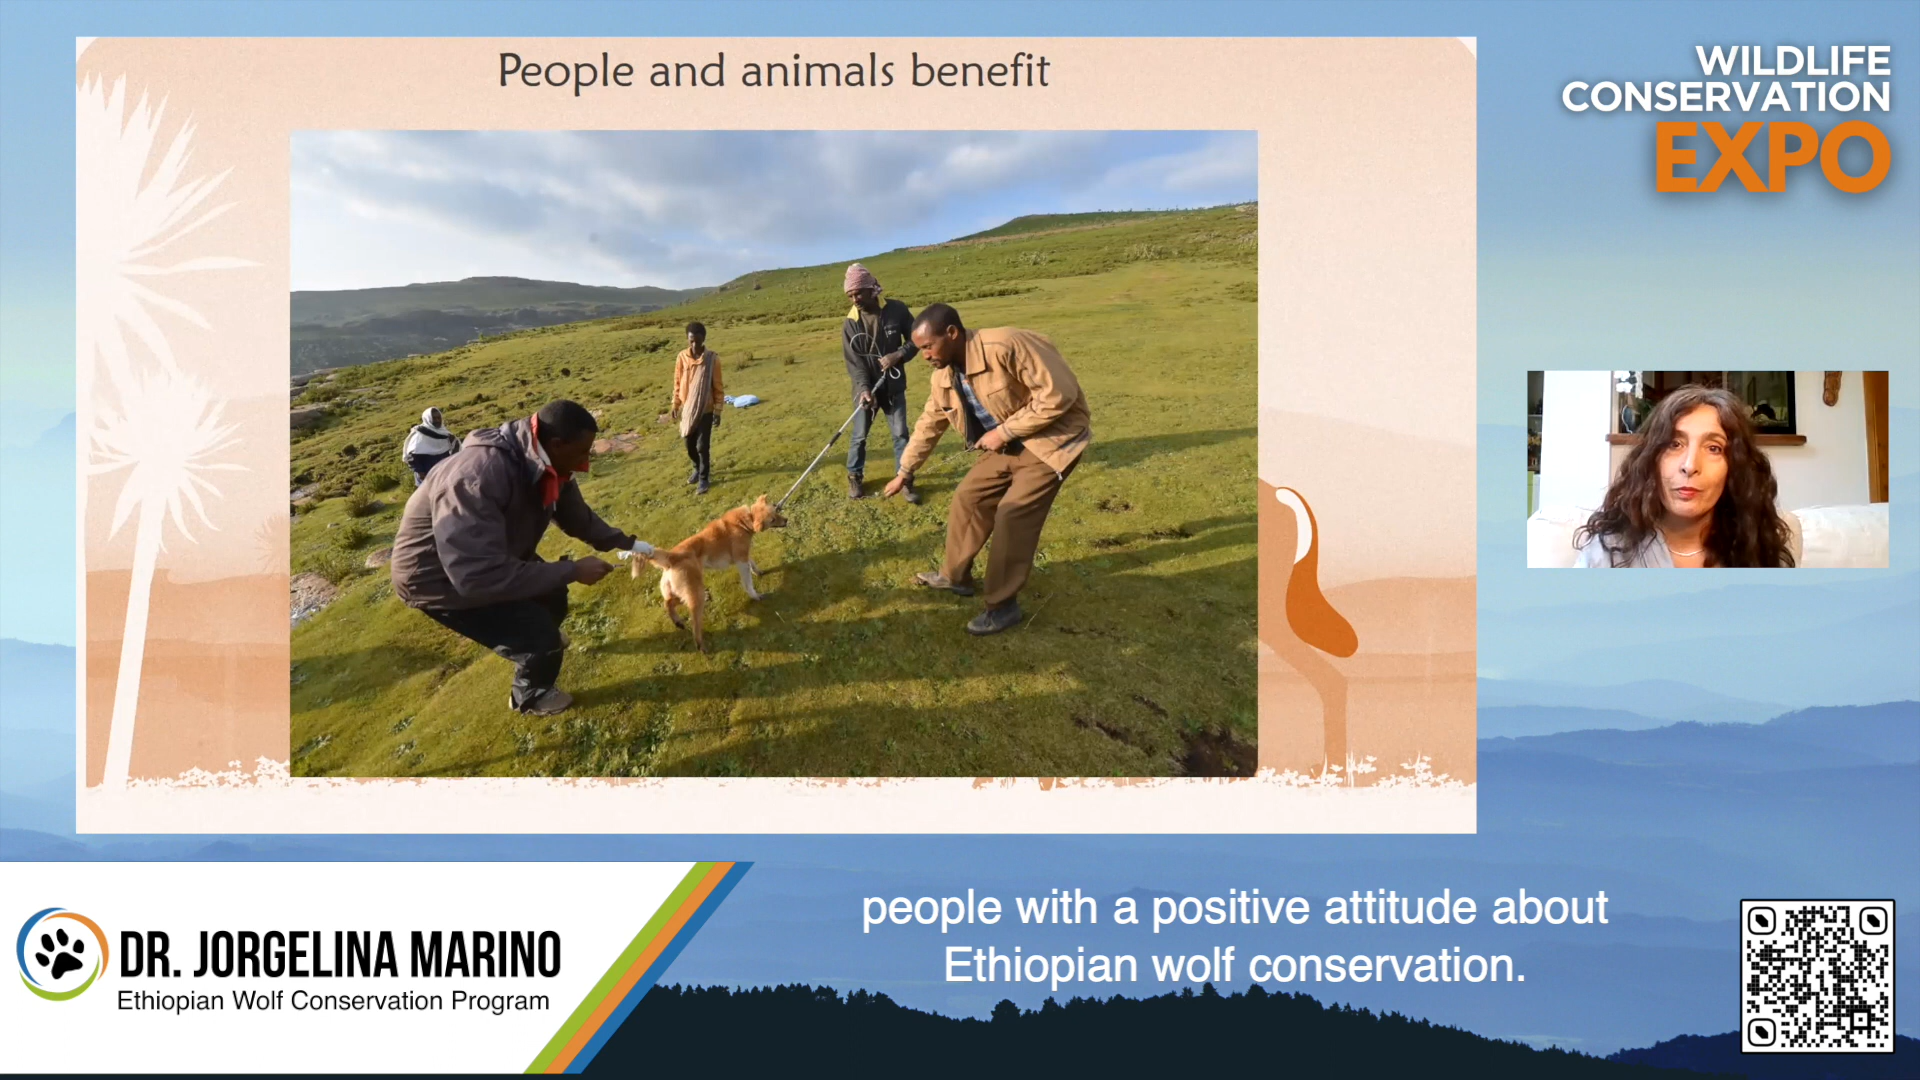 People and animals benefit
WILDLIFE
CONSERVATION
EXPO
DR. JORGELINA MARINO
Ethiopian Wolf Conservation Program
people with a positive attitude about
Ethiopian wolf conservation.